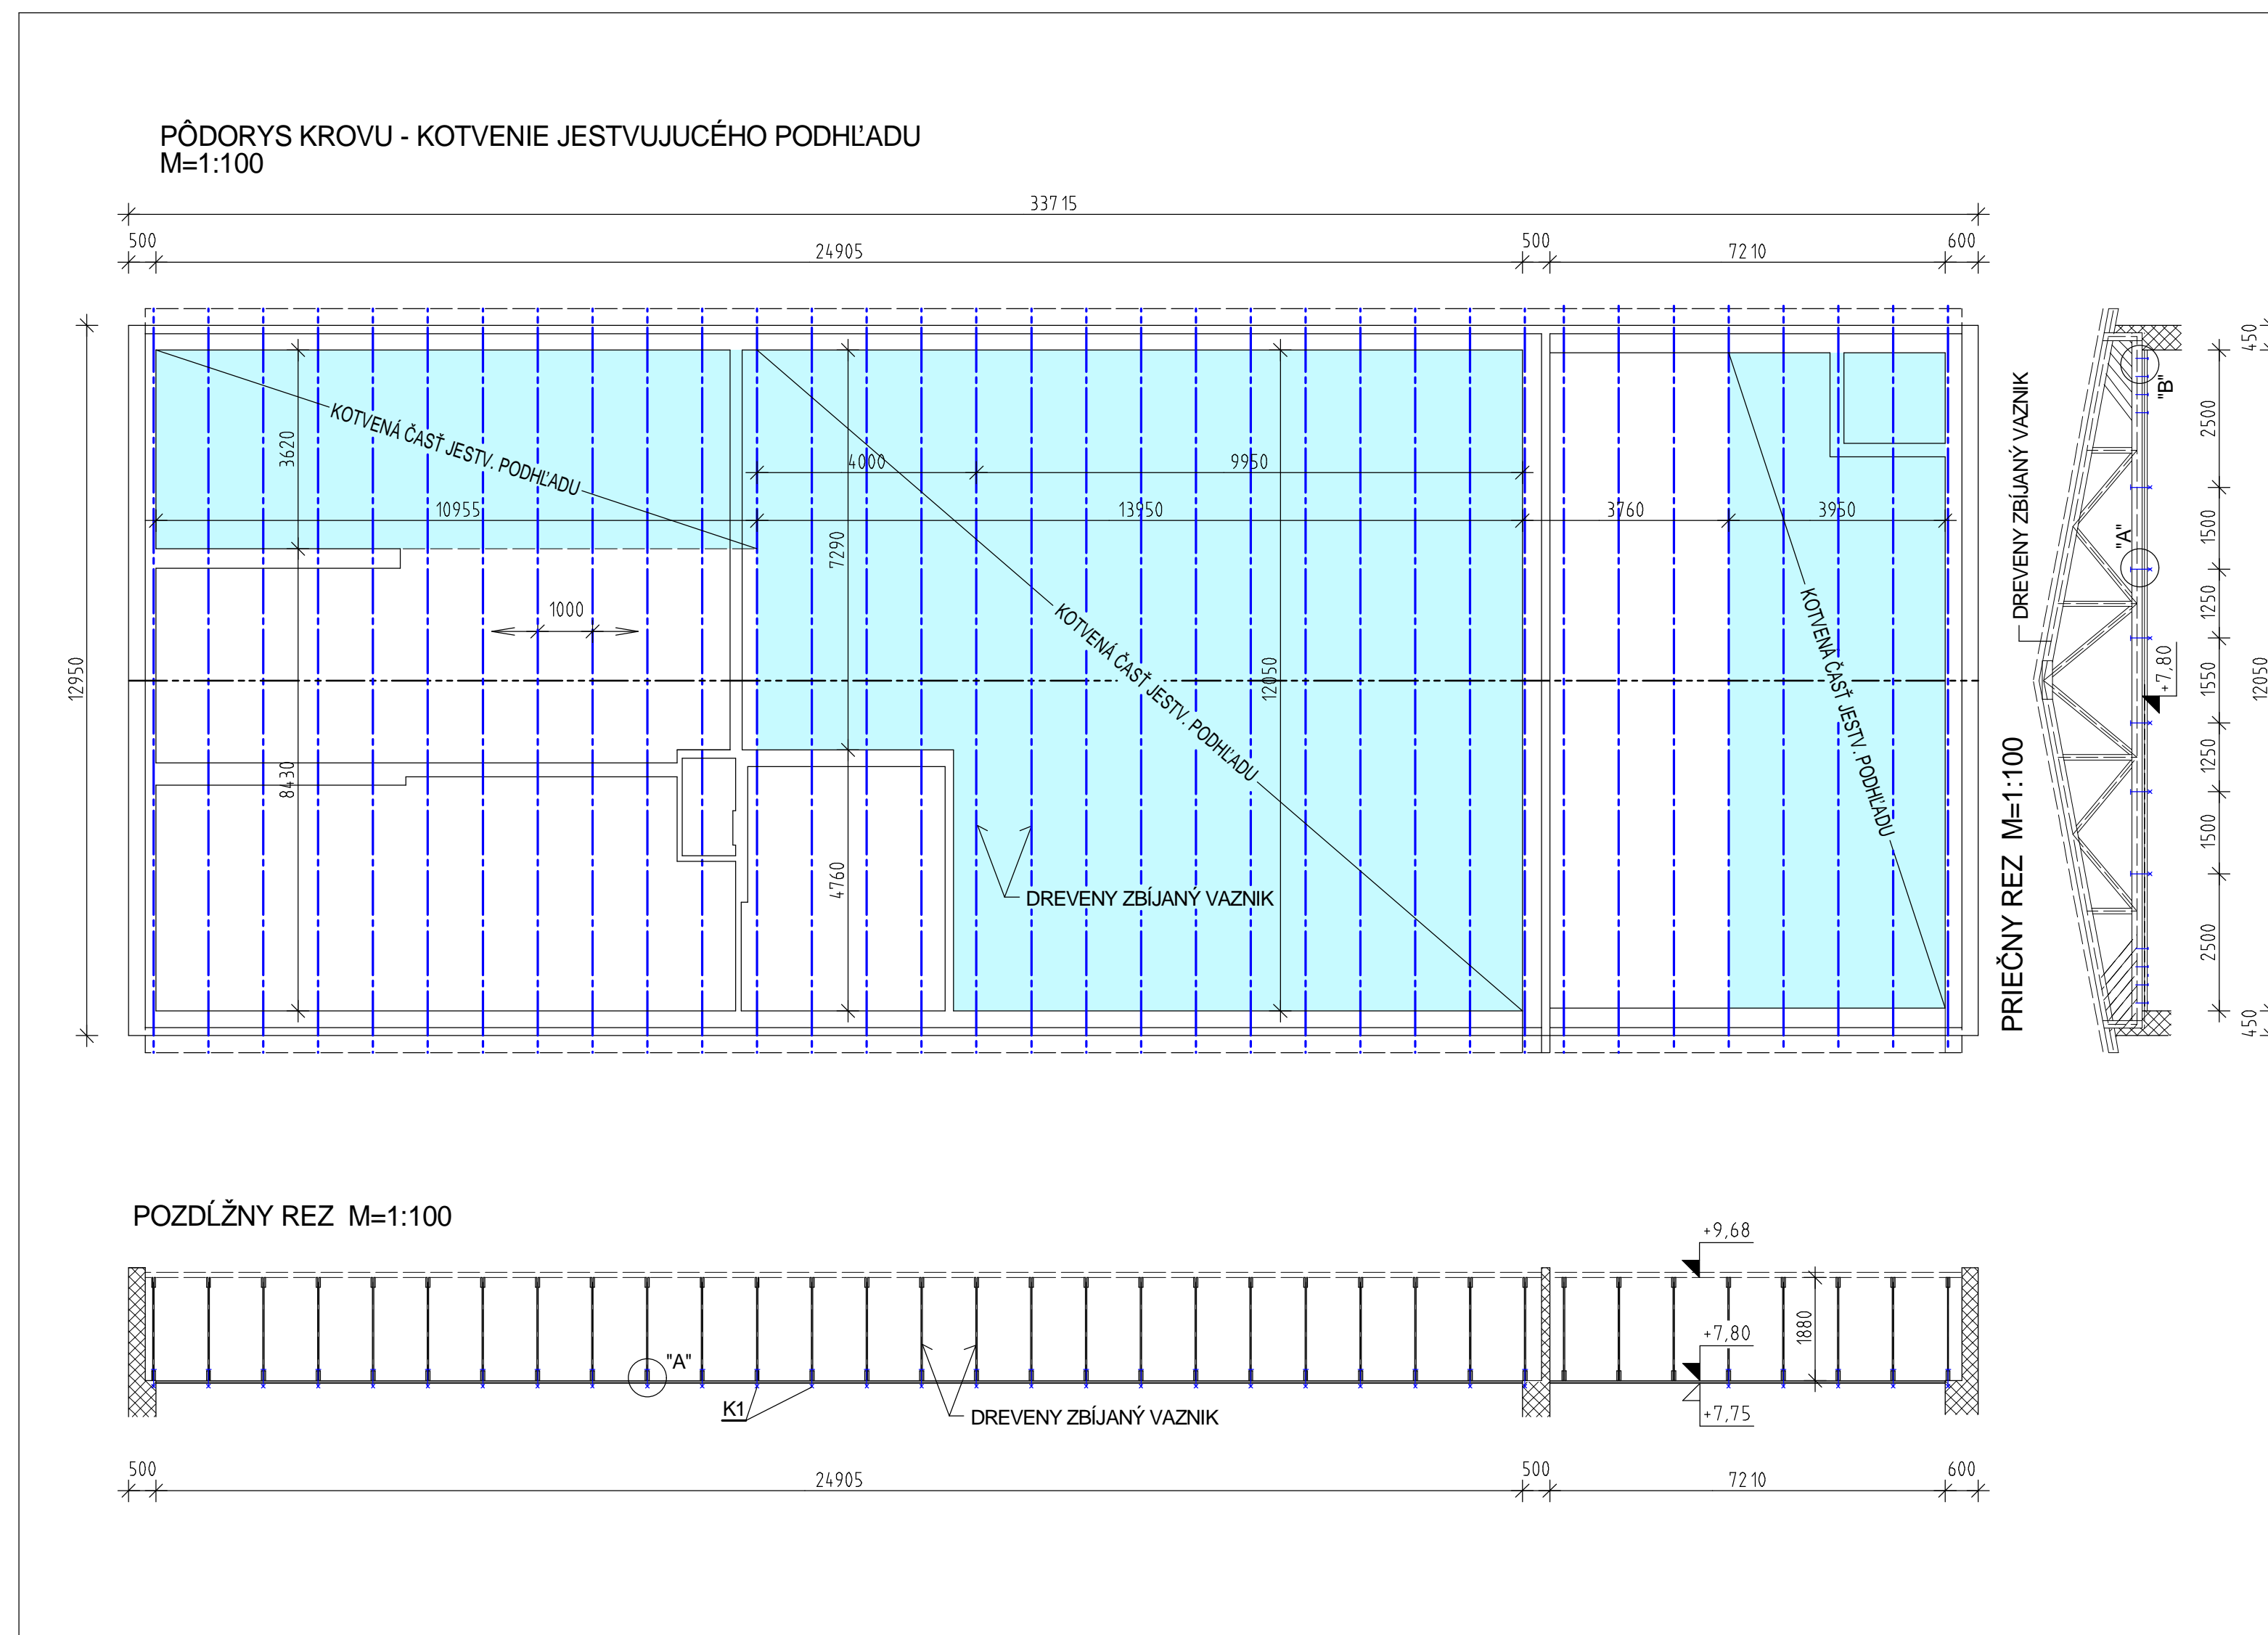 PÔDORYS KROVU - KOTVENIE JESTVUJUCÉHO PODHĽADU
M=1:100
33715
500
24905
500
7210
600
12950
3620
KOTVENÁ ČASŤ JESTV. PODHĽADU
10955
4000
9950
13950
3760
3950
7290
1000
12050
KOTVENÁ ČASŤ JESTV. PODHĽADU
KOTVENÁ ČASŤ JESTV. PODHĽADU
8430
4760
DREVENY ZBÍJANÝ VAZNIK
PRIEČNY REZ M=1:100
DREVENY ZBÍJANÝ VAZNIK
"B"
"A"
+7,80
450
2500
1500
1250
1550
1250
1500
2500
12050
450
POZDĹŽNY REZ M=1:100
+9,68
+7,80
1880
+7,75
"A"
K1
DREVENY ZBÍJANÝ VAZNIK
500
24905
500
7210
600